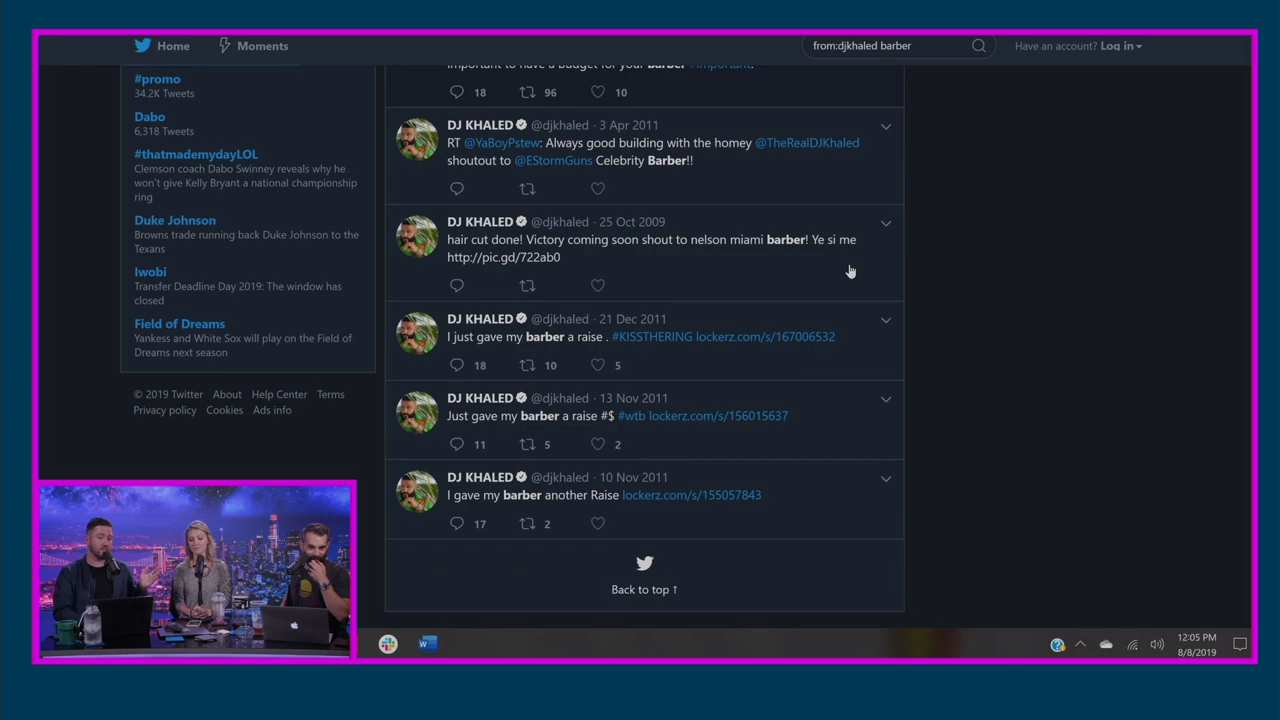 Home
Moments
from:djkhaled barber
Have an account? Log in
#promo
34.2K Tweets
Dabo
6,318 Tweets
#thatmademydayLOL
Clemson coach Dabo Swinney reveals why
he won't give Kelly Bryant a national championship
ring
Duke Johnson
Browns trade running back Duke Johnson to the
Texans
Iwobi
Transfer Deadline Day 2019: The window has
closed
Field of Dreams
Yankess and White Sox will play on the Field of
Dreams next season
© 2019 Twitter About Help Center Terms
Privacy policy Cookies Ads info
important to have a budget for your barber #important.
18 96 10
DJ KHALED @djkhaled · 3 Apr 2011
RT @YaBoyPstew: Always good building with the homey @TheRealDJKhaled
shoutout to @EStormGuns Celebrity Barber!!
DJ KHALED @djkhaled · 25 Oct 2009
hair cut done! Victory coming soon shout to nelson miami barber! Ye si me
http://pic.gd/722ab0
DJ KHALED @djkhaled · 21 Dec 2011
I just gave my barber a raise . #KISSTHERING lockerz.com/s/167006532
18 10 5
DJ KHALED @djkhaled · 13 Nov 2011
Just gave my barber a raise #$ #wtb lockerz.com/s/156015637
11 5 2
DJ KHALED @djkhaled · 10 Nov 2011
I gave my barber another Raise lockerz.com/s/155057843
17 2
Back to top ↑
W
12:05 PM
8/8/2019